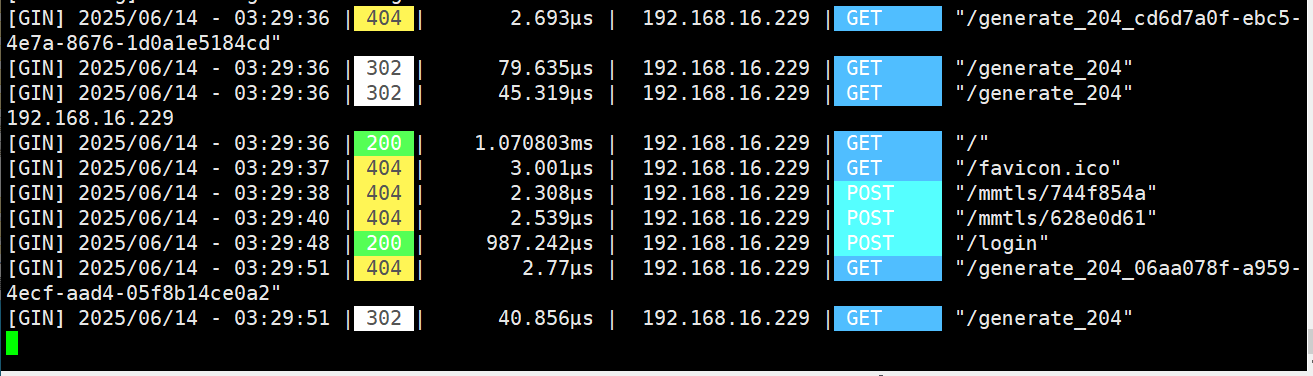 [GIN] 2025/06/14 - 03:29:36 | 404 |       2.693µs |  192.168.16.229 | GET      "/generate_204_cd6d7a0f-ebc5-
4e7a-8676-1d0a1e5184cd"
[GIN] 2025/06/14 - 03:29:36 | 302 |      79.635µs |  192.168.16.229 | GET      "/generate_204"
[GIN] 2025/06/14 - 03:29:36 | 302 |      45.319µs |  192.168.16.229 | GET      "/generate_204"
192.168.16.229
[GIN] 2025/06/14 - 03:29:36 | 200 |    1.070803ms |  192.168.16.229 | GET      "/"
[GIN] 2025/06/14 - 03:29:37 | 404 |       3.001µs |  192.168.16.229 | GET      "/favicon.ico"
[GIN] 2025/06/14 - 03:29:38 | 404 |       2.308µs |  192.168.16.229 | POST     "/mmtls/744f854a"
[GIN] 2025/06/14 - 03:29:40 | 404 |       2.539µs |  192.168.16.229 | POST     "/mmtls/628e0d61"
[GIN] 2025/06/14 - 03:29:48 | 200 |     987.242µs |  192.168.16.229 | POST     "/login"
[GIN] 2025/06/14 - 03:29:51 | 404 |        2.77µs |  192.168.16.229 | GET      "/generate_204_06aa078f-a959-
4ecf-aad4-05f8b14ce0a2"
[GIN] 2025/06/14 - 03:29:51 | 302 |      40.856µs |  192.168.16.229 | GET      "/generate_204"